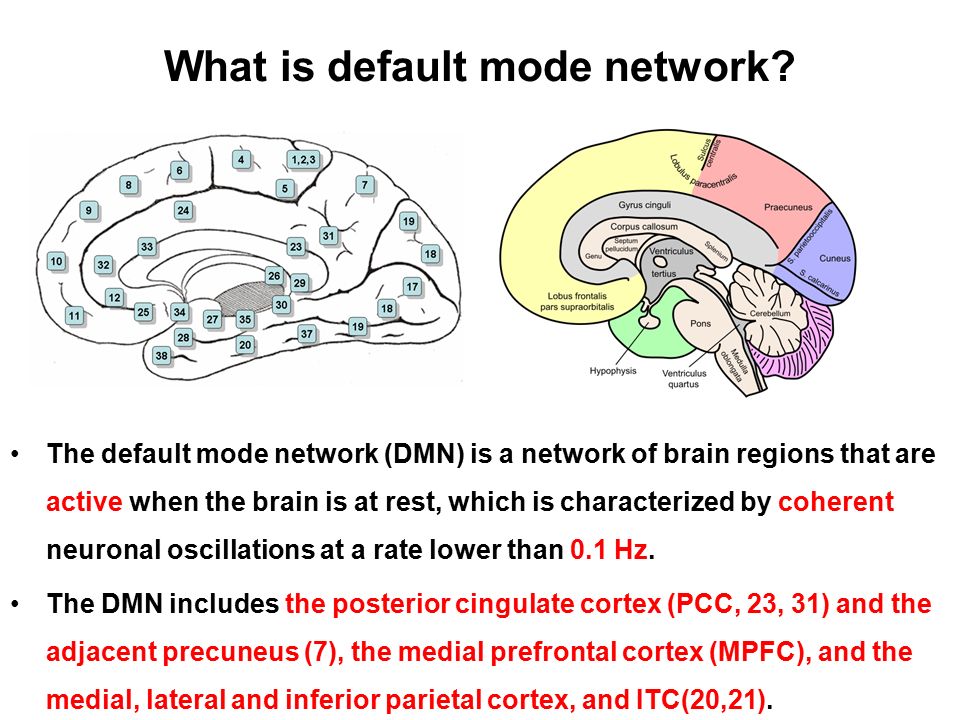 What is default mode network?
4
1,2,3
6
5
8
7
9
24
19
31
33
23
18
10
32
26
29
17
12
30
18
11
25
34
27
35
19
28
37
20
38
Sulcus
centralis
Lobulus paracentralis
Gyrus cinguli
Praecuneus
Corpus callosum
S. parietooccipitalis
Septum
pellucidum
Splenium
Genu
Ventriculus
tertius
Cuneus
S. calcarinus
Lobus frontalis
pars supraorbitalis
Cerebellum
Pons
Hypophysis
Ventriculus
quartus
Medulla
oblongata
• The default mode network (DMN) is a network of brain regions that are
active when the brain is at rest, which is characterized by coherent
neuronal oscillations at a rate lower than 0.1 Hz.
• The DMN includes the posterior cingulate cortex (PCC, 23, 31) and the
adjacent precuneus (7), the medial prefrontal cortex (MPFC), and the
medial, lateral and inferior parietal cortex, and ITC(20,21).